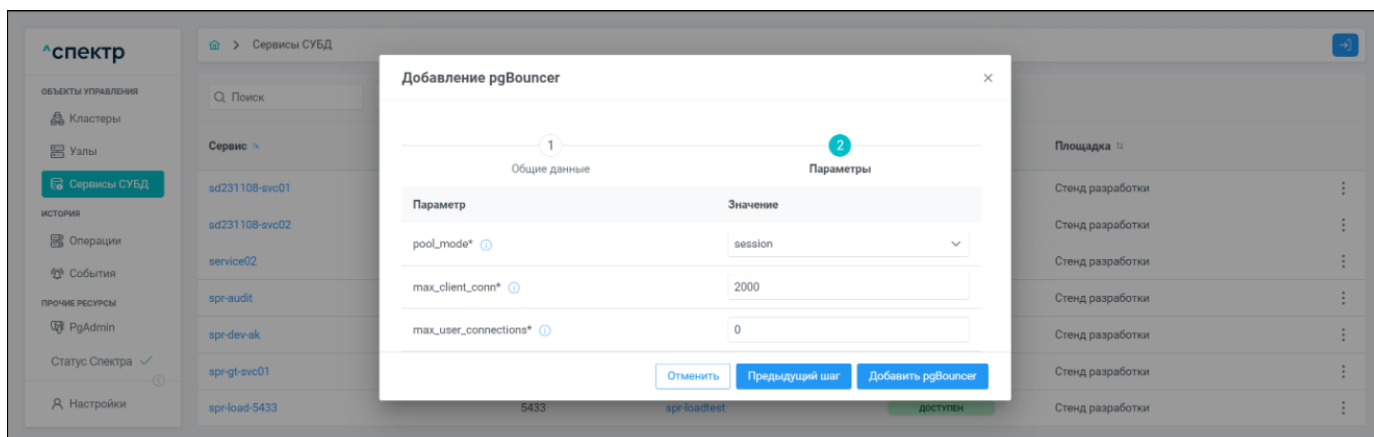 ^спектр
Сервисы СУБД
ОБЪЕКТЫ УПРАВЛЕНИЯ
Кластеры
Узлы
Сервисы СУБД
ИСТОРИЯ
Операции
События
ПРОЧИЕ РЕСУРСЫ
PgAdmin
Статус Спектра
Настройки
Поиск
Сервис
Площадка
sd231108-svc01
Стенд разработки
sd231108-svc02
Стенд разработки
service02
Стенд разработки
spr-audit
Стенд разработки
spr-dev-ak
Стенд разработки
spr-gt-svc01
Стенд разработки
spr-load-5433 5433 spr-loadtest ДОСТУПЕН Стенд разработки
Добавление pgBouncer
1 2
Общие данные Параметры
Параметр Значение
pool_mode* session
max_client_conn* 2000
max_user_connections* 0
Отменить Предыдущий шаг Добавить pgBouncer